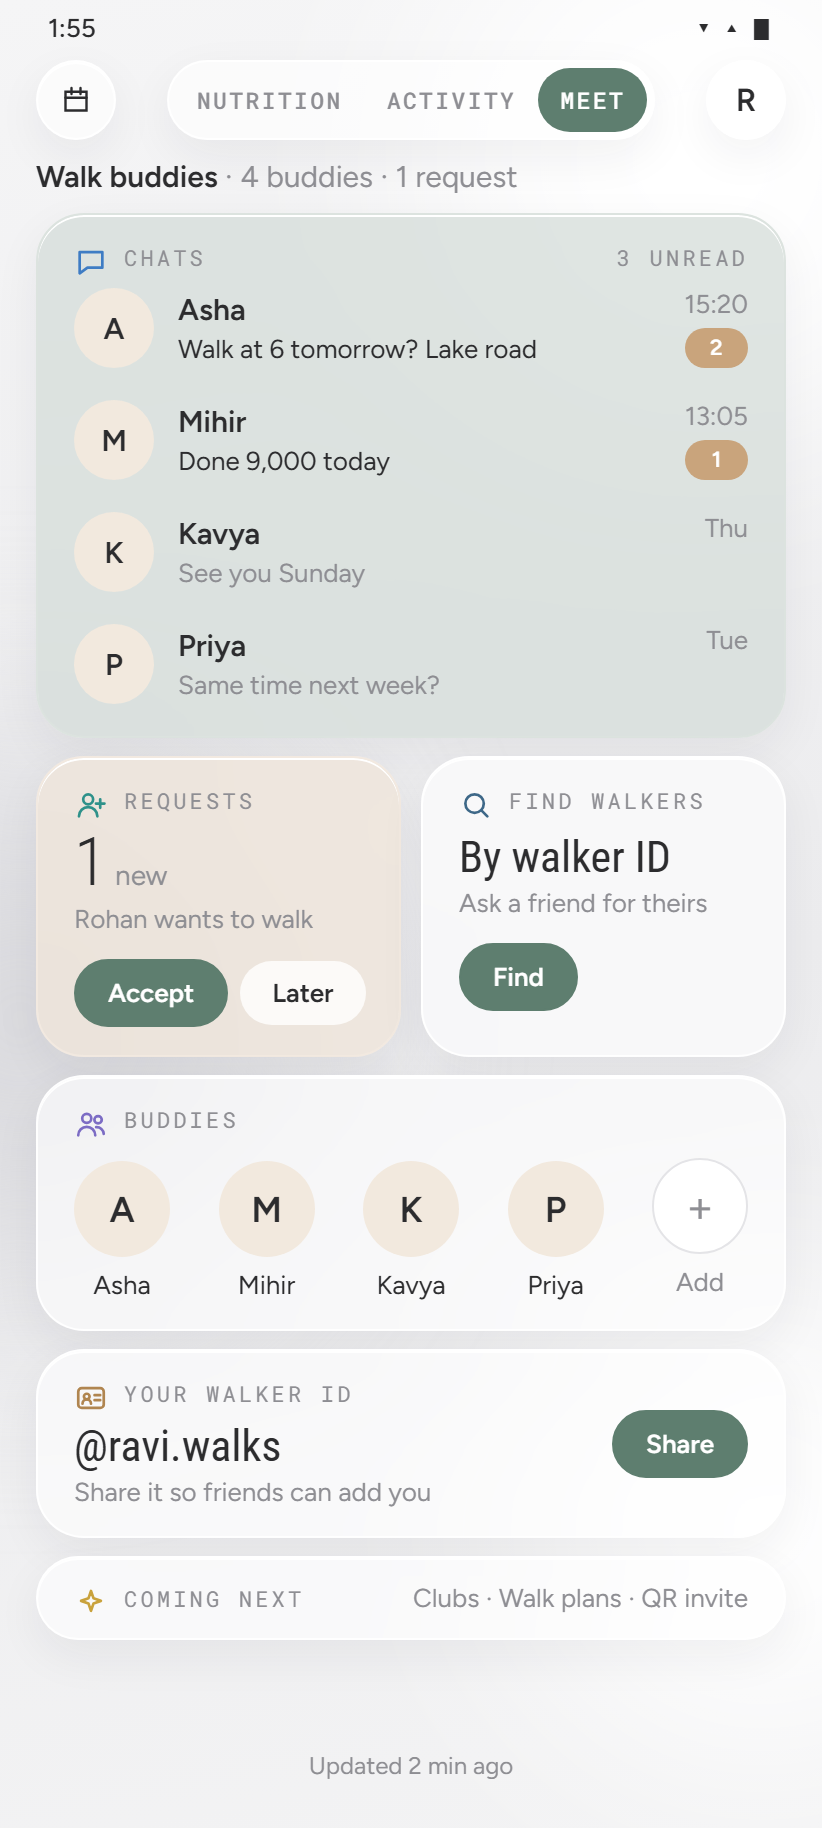 1:55
NUTRITION ACTIVITY MEET R
Walk buddies · 4 buddies · 1 request
CHATS 3 UNREAD
A Asha 15:20
Walk at 6 tomorrow? Lake road 2
M Mihir 13:05
Done 9,000 today 1
K Kavya Thu
See you Sunday
P Priya Tue
Same time next week?
REQUESTS
1 new
Rohan wants to walk
Accept Later
FIND WALKERS
By walker ID
Ask a friend for theirs
Find
BUDDIES
A M K P +
Asha Mihir Kavya Priya Add
YOUR WALKER ID
@ravi.walks
Share it so friends can add you
Share
COMING NEXT Clubs · Walk plans · QR invite
Updated 2 min ago